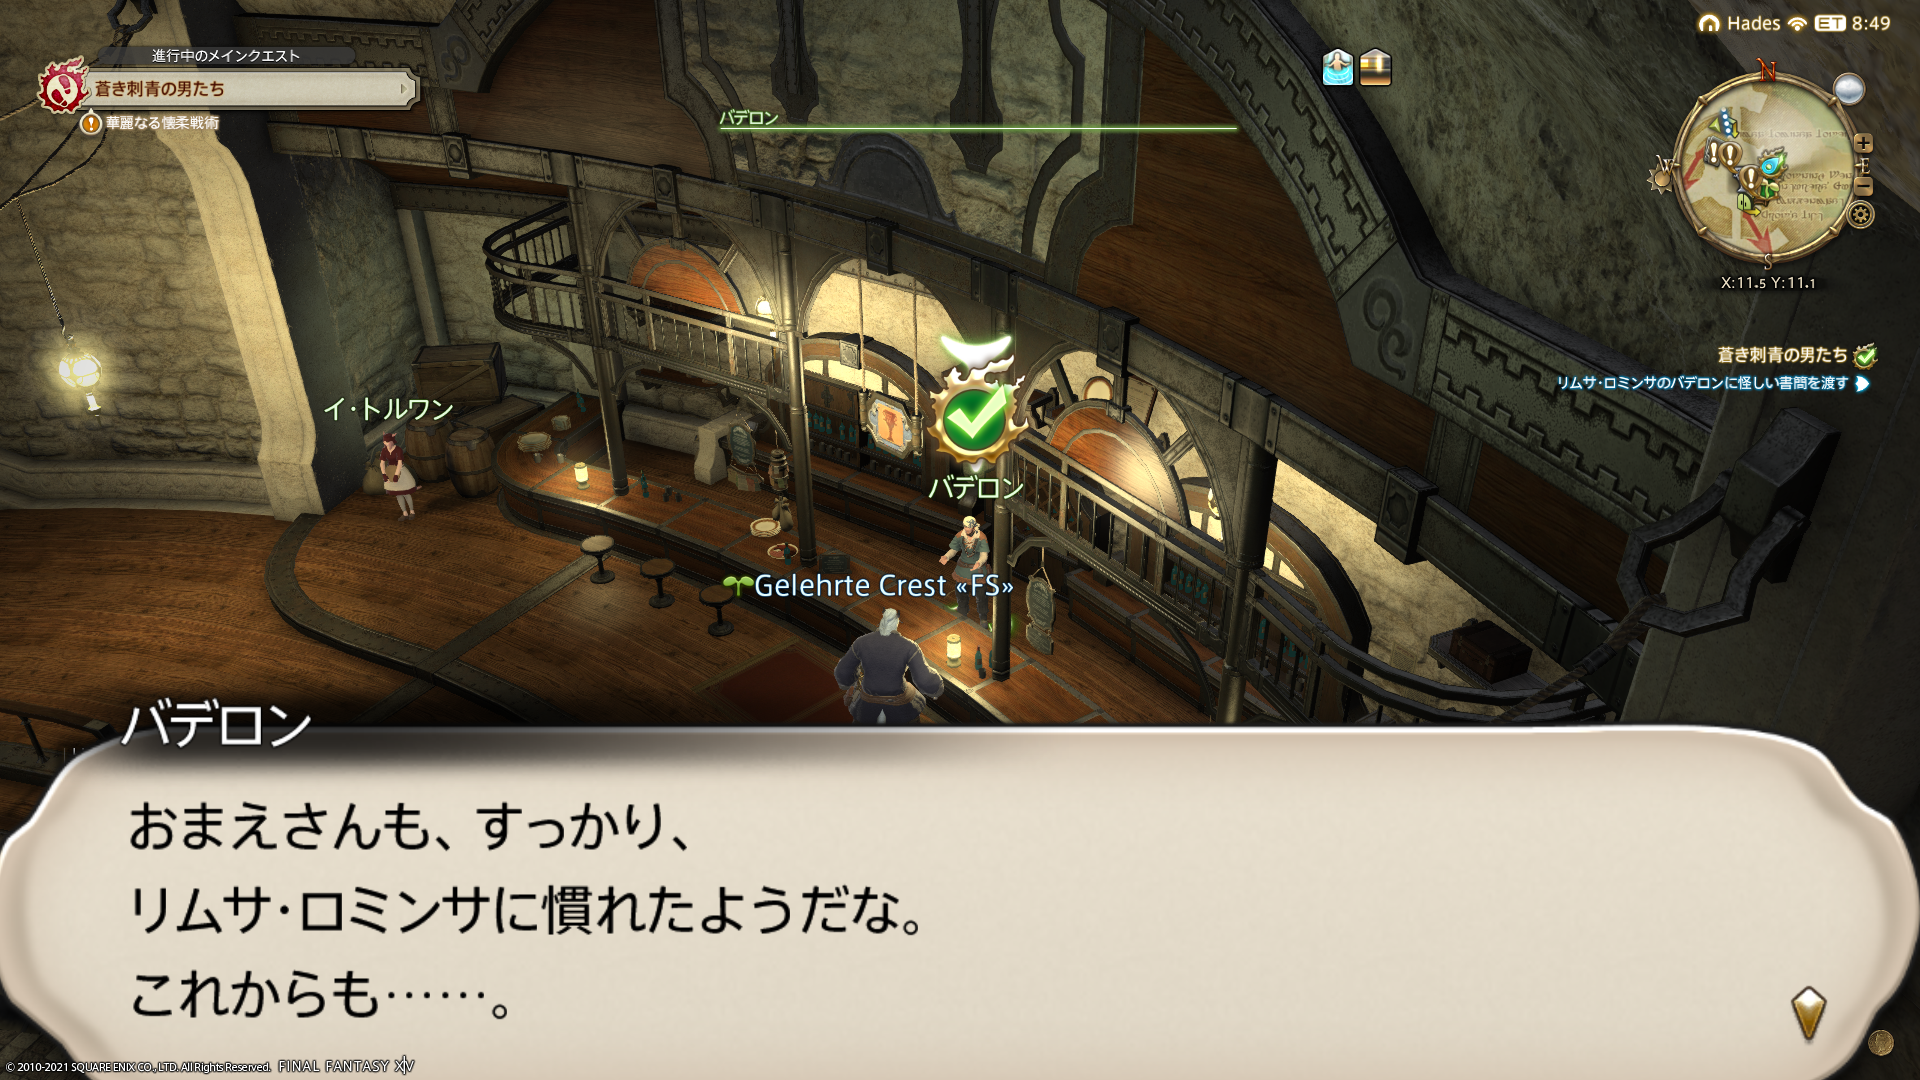 進行中のメインクエスト
蒼き刺青の男たち
華麗なる懐柔戦術
バデロン
Hades ET 8:49
N
E
S
W
X:11.5 Y:11.1
蒼き刺青の男たち
リムサ・ロミンサのバデロンに怪しい書簡を渡す
イ・トルワン
バデロン
Gelehrte Crest «FS»
バデロン
おまえさんも、すっかり、
リムサ・ロミンサに慣れたようだな。
これからも……。
© 2010-2021 SQUARE ENIX CO., LTD. All Rights Reserved. FINAL FANTASY XIV